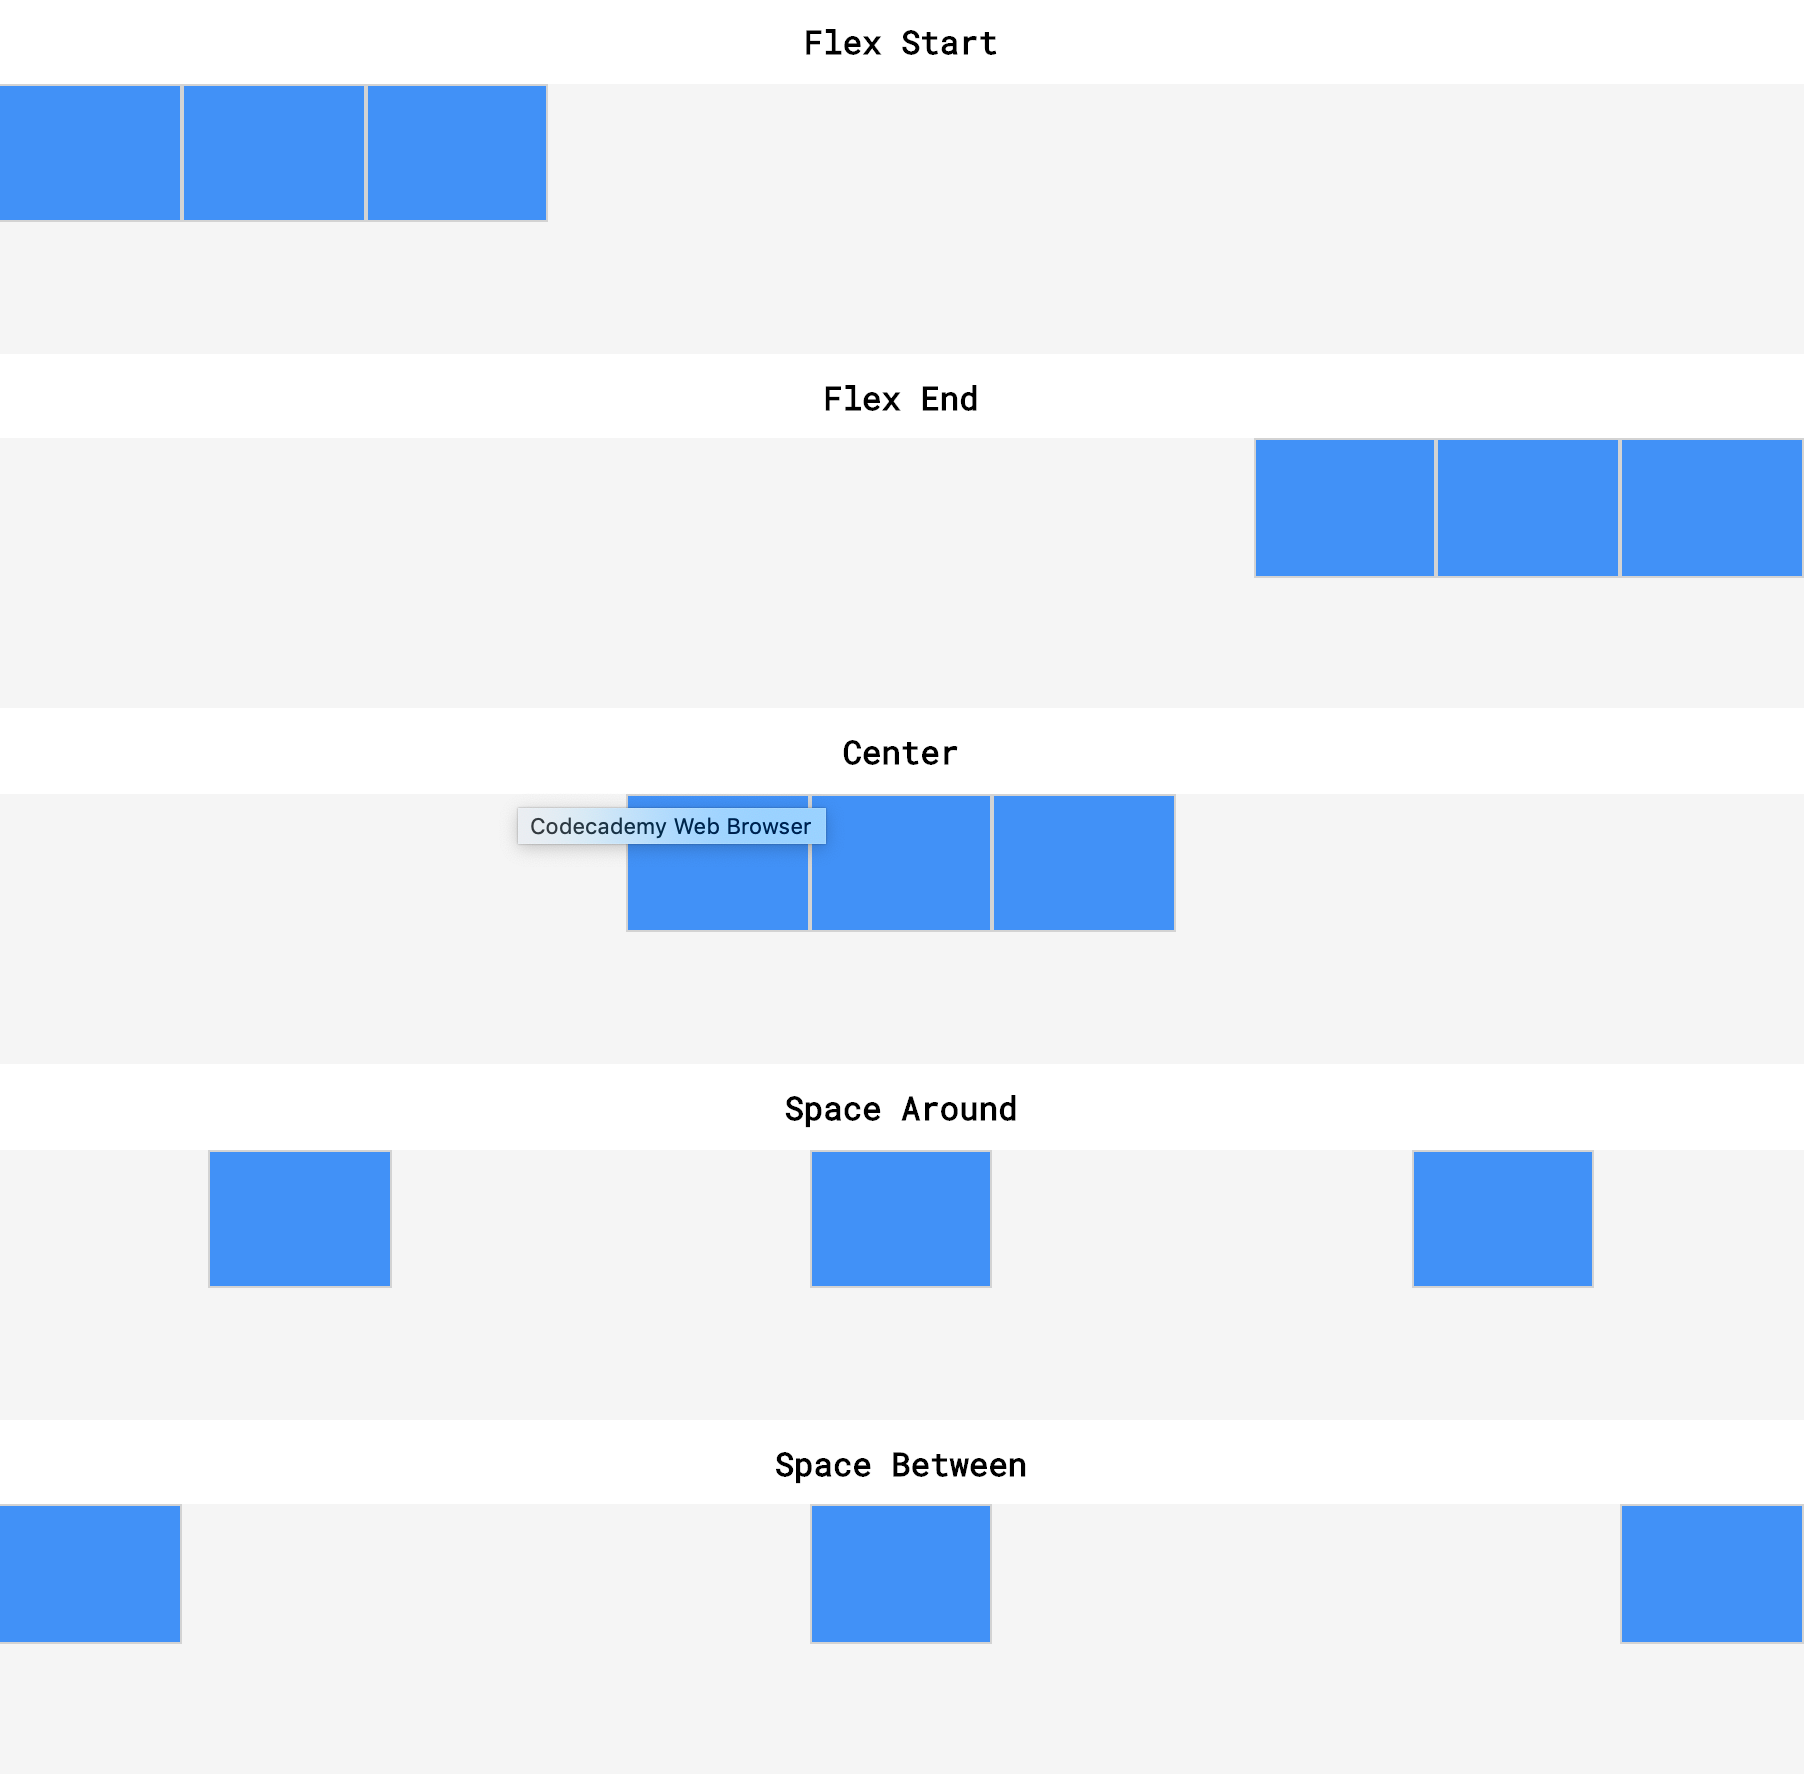 Flex Start
Flex End
Center
Codecademy Web Browser
Space Around
Space Between